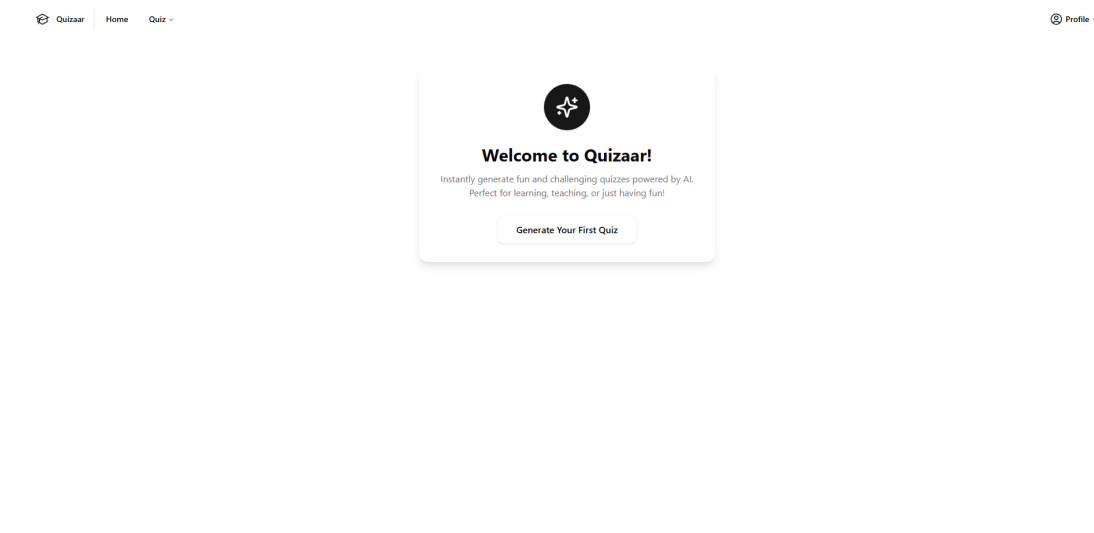 Quizaar
Home
Quiz
Profile
Welcome to Quizaar!
Instantly generate fun and challenging quizzes powered by AI.
Perfect for learning, teaching, or just having fun!
Generate Your First Quiz